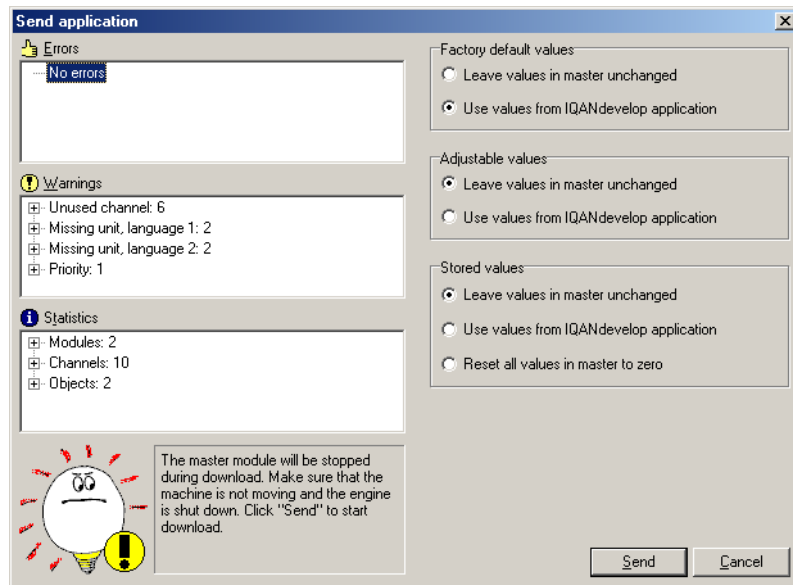 Send application
Errors
No errors
Warnings
Unused channel: 6
Missing unit, language 1: 2
Missing unit, language 2: 2
Priority: 1
Statistics
Modules: 2
Channels: 10
Objects: 2
The master module will be stopped
during download. Make sure that the
machine is not moving and the engine
is shut down. Click "Send" to start
download.
Factory default values
Leave values in master unchanged
Use values from IQANdevelop application
Adjustable values
Leave values in master unchanged
Use values from IQANdevelop application
Stored values
Leave values in master unchanged
Use values from IQANdevelop application
Reset all values in master to zero
Send
Cancel